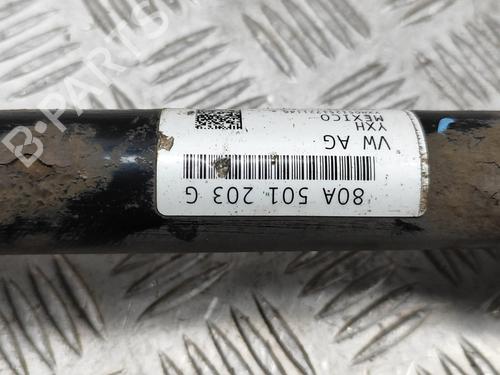 80A 501 203 G
VW AG
YXH
MEXICO
B-PARTS